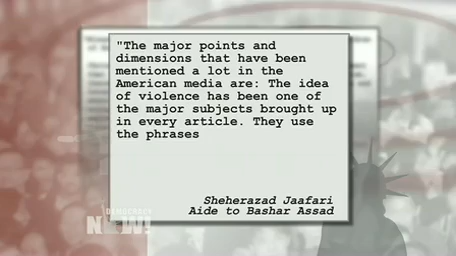 "The major points and
dimensions that have been
mentioned a lot in the
American media are: The idea
of violence has been one of
the major subjects brought up
in every article. They use
the phrases
Sheherazad Jaafari
Aide to Bashar Assad
DEMOCRACY
NOW!